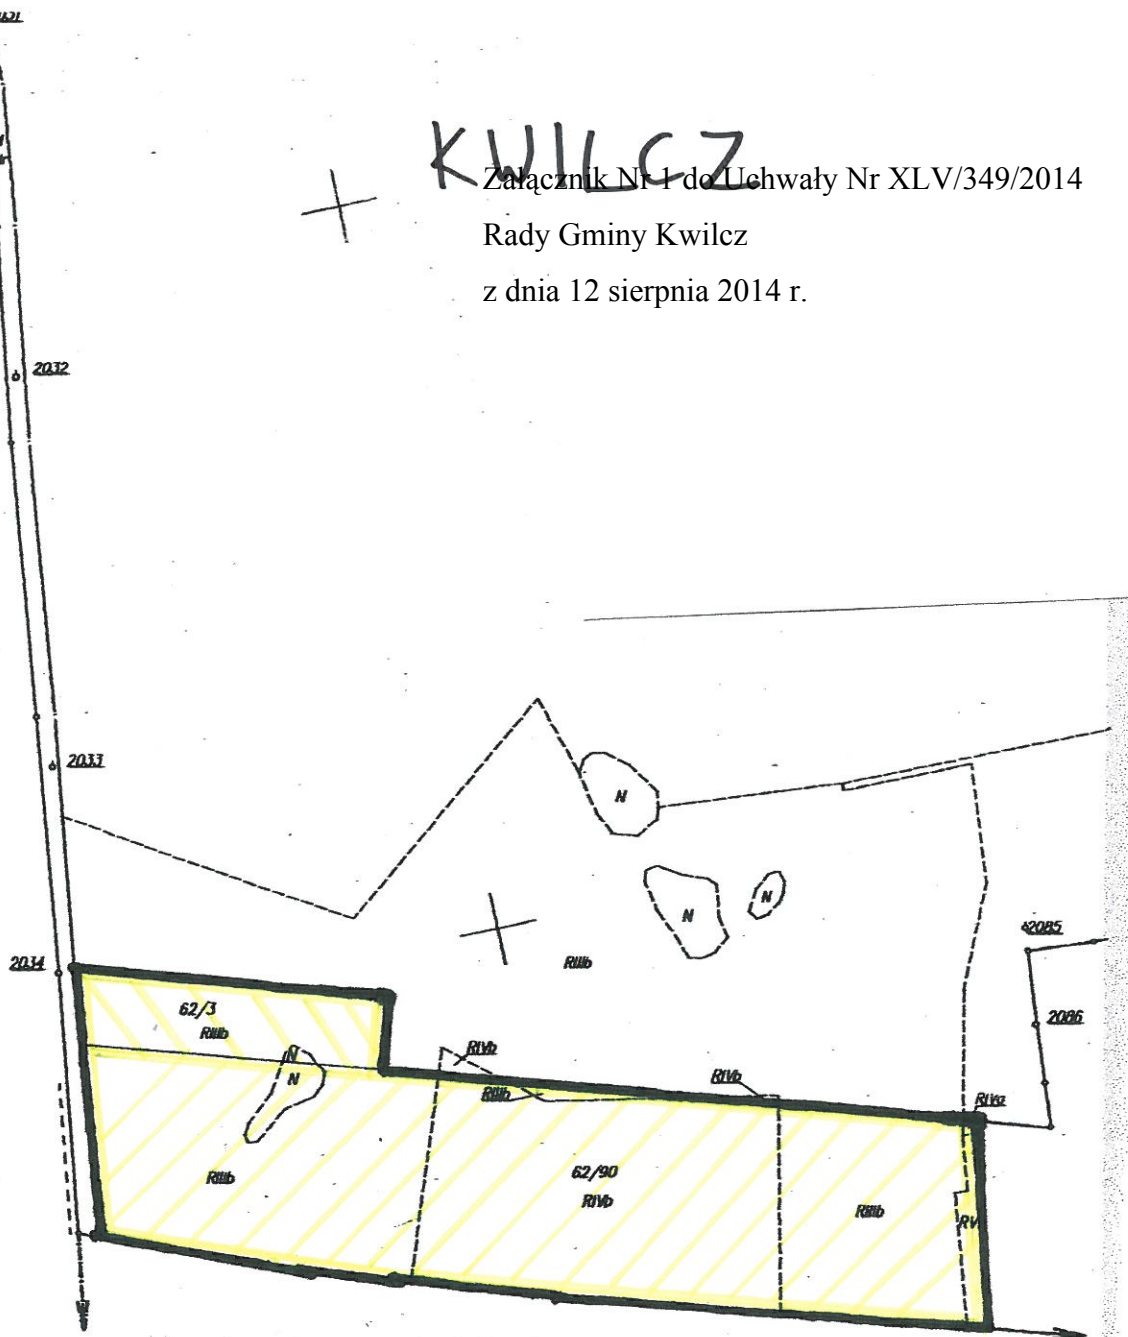 KWILCZ
Załącznik Nr 1 do Uchwały Nr XLV/349/2014
Rady Gminy Kwilcz
z dnia 12 sierpnia 2014 r.
2032
2033
N
N
N
2034
RIIIb
2085
2086
62/3
RIIIb
N
N
RIVb
RIIIb
RIVb
RIVa
RIIIb
62/90
RIVb
RIIIb
RV